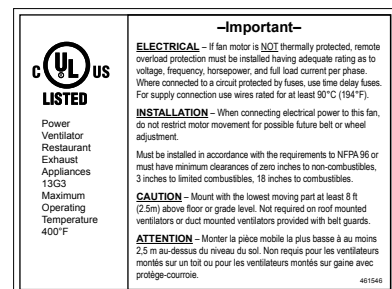 c UL US
LISTED
Power
Ventilator
Restaurant
Exhaust
Appliances
13G3
Maximum
Operating
Temperature
400°F
–Important–
ELECTRICAL – If fan motor is NOT thermally protected, remote
overload protection must be installed having adequate rating as to
voltage, frequency, horsepower, and full load current per phase.
Where connected to a circuit protected by fuses, use time delay fuses.
For supply connection use wires rated for at least 90°C (194°F).
INSTALLATION – When connecting electrical power to this fan,
do not restrict motor movement for possible future belt or wheel
adjustment.
Must be installed in accordance with the requirements to NFPA 96 or
must have minimum clearances of zero inches to non-combustibles,
3 inches to limited combustibles, 18 inches to combustibles.
CAUTION – Mount with the lowest moving part at least 8 ft
(2.5m) above floor or grade level. Not required on roof mounted
ventilators or duct mounted ventilators provided with belt guards.
ATTENTION – Monter la pièce mobile la plus basse à au moins
2,5 m au-dessus du niveau du sol. Non requis pour les ventilateurs
montés sur un toit ou pour les ventilateurs montés sur gaine avec
protège-courroie.
461546